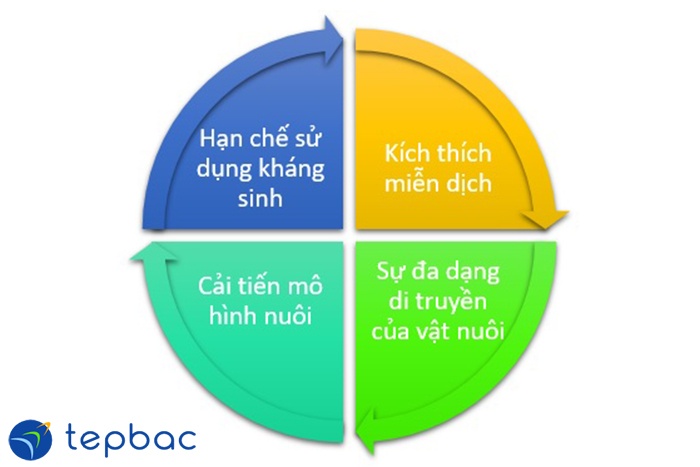 Hạn chế sử
dụng kháng
sinh
Kích thích
miễn dịch
Cải tiến mô
hình nuôi
Sự đa dạng
di truyền
của vật nuôi
tepbac